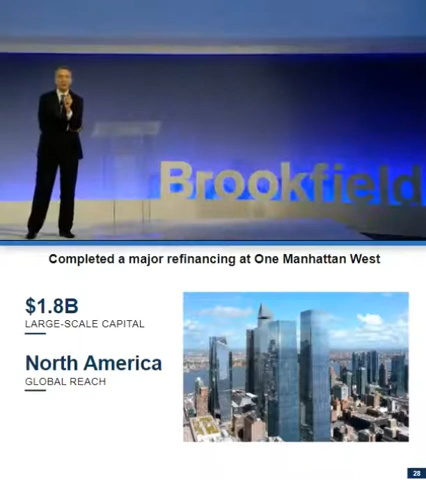 Brookfield
Completed a major refinancing at One Manhattan West
$1.8B
LARGE-SCALE CAPITAL
North America
GLOBAL REACH
28